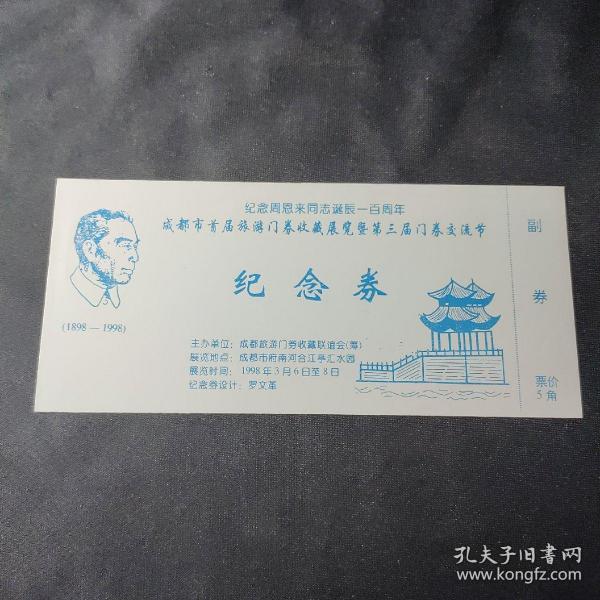 纪念周恩来同志诞辰一百周年
成都市首届旅游门券收藏展览暨第三届门券交流节
纪念券
(1898—1998)
主办单位：成都旅游门券收藏联谊会(筹)
展览地点：成都市府南河合江亭汇水园
展览时间：1998年3月6日至8日
纪念券设计：罗文革
副券
票价
5角
孔夫子旧書网
www.kongfz.com